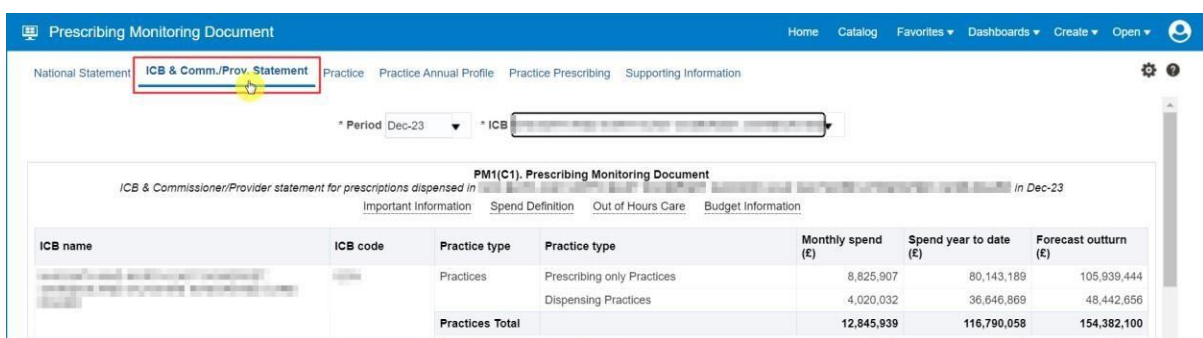 Prescribing Monitoring Document
Home Catalog Favorites Dashboards Create Open
National Statement ICB & Comm./Prov. Statement Practice Practice Annual Profile Practice Prescribing Supporting Information
* Period Dec-23 * ICB
PM1(C1). Prescribing Monitoring Document
ICB & Commissioner/Provider statement for prescriptions dispensed in in Dec-23
Important Information Spend Definition Out of Hours Care Budget Information
ICB name ICB code Practice type Practice type Monthly spend (£) Spend year to date (£) Forecast outturn (£)
Practices Prescribing only Practices 8,825,907 80,143,189 105,939,444
Dispensing Practices 4,020,032 36,646,869 48,442,656
Practices Total 12,845,939 116,790,058 154,382,100